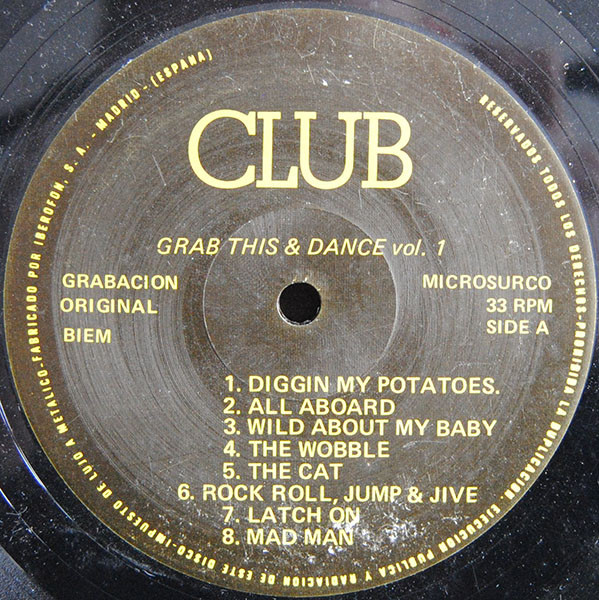 CLUB
GRAB THIS & DANCE vol. 1
GRABACION
ORIGINAL
BIEM
MICROSURCO
33 RPM
SIDE A
1. DIGGIN MY POTATOES.
2. ALL ABOARD
3. WILD ABOUT MY BABY
4. THE WOBBLE
5. THE CAT
6. ROCK ROLL, JUMP & JIVE
7. LATCH ON
8. MAD MAN
RESERVADOS TODOS LOS DERECHOS-PROHIBIDA LA DUPLICACION, EJECUCION PUBLICA Y RADIACION DE ESTE DISCO-IMPUESTO DE LUJO A METALICO-FABRICADO POR IBEROFON, S. A. - MADRID - (ESPAÑA)